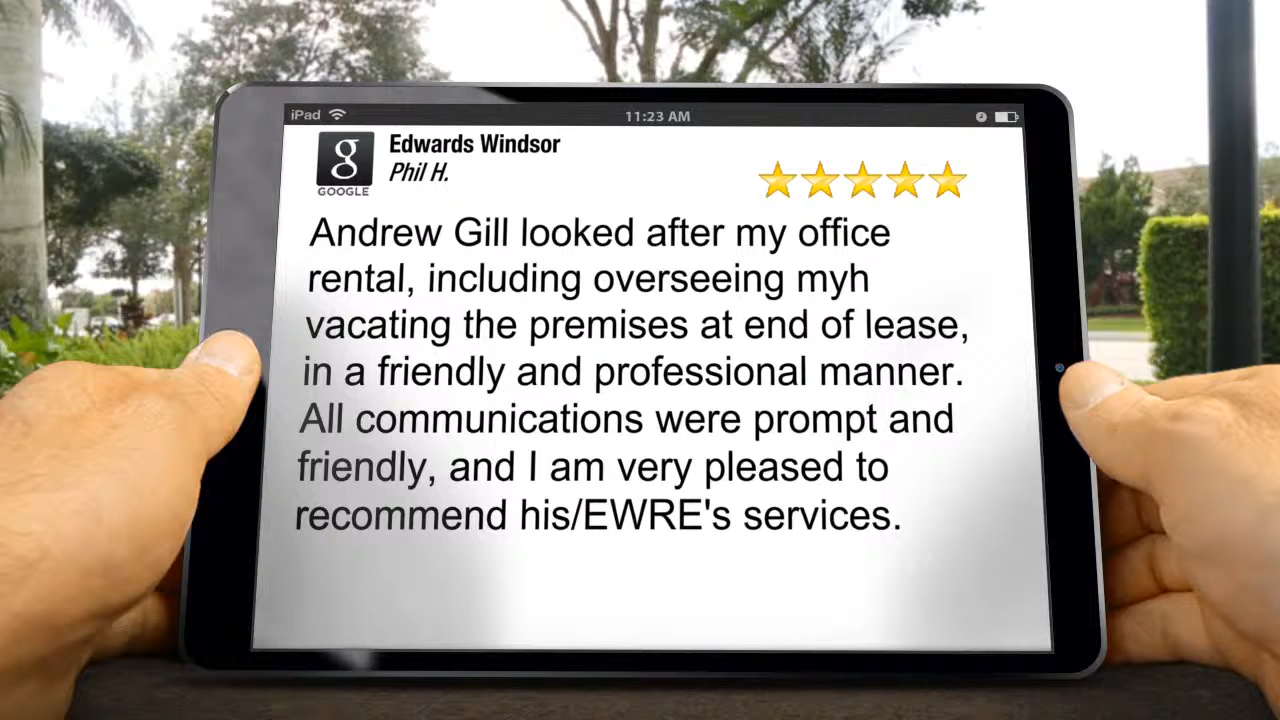 iPad
11:23 AM
g
GOOGLE
Edwards Windsor
Phil H.
Andrew Gill looked after my office
rental, including overseeing myh
vacating the premises at end of lease,
in a friendly and professional manner.
All communications were prompt and
friendly, and I am very pleased to
recommend his/EWRE's services.